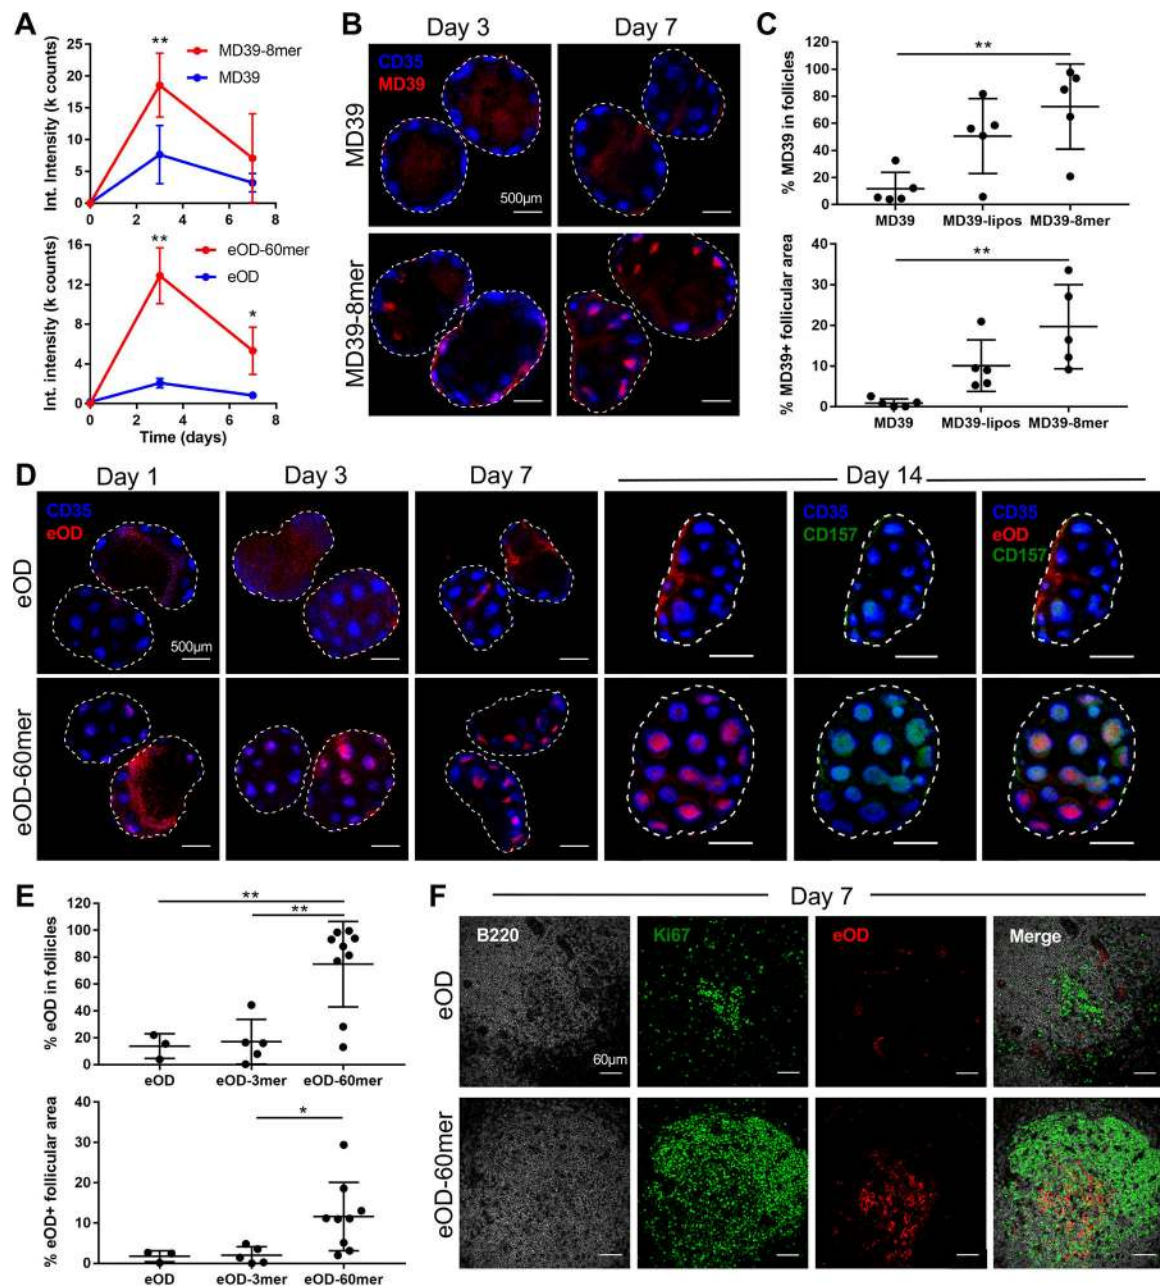 A
Int. Intensity (k counts)
25
20
15
10
5
0
**
MD39-8mer
MD39
0 2 4 6 8
Int. intensity (k counts)
16
12
8
4
0
**
*
eOD-60mer
eOD
0 2 4 6 8
Time (days)
B
Day 3 Day 7
MD39
CD35
MD39
500µm
MD39-8mer
C
% MD39 in follicles
120
100
80
60
40
20
0
**
MD39 MD39-lipos MD39-8mer
% MD39+ follicular area
40
30
20
10
0
**
MD39 MD39-lipos MD39-8mer
D
Day 1 Day 3 Day 7 Day 14
eOD
CD35
eOD
500µm
CD35
CD157
CD35
eOD
CD157
eOD-60mer
E
% eOD in follicles
120
100
80
60
40
20
0
**
**
eOD eOD-3mer eOD-60mer
% eOD+ follicular area
40
30
20
10
0
*
eOD eOD-3mer eOD-60mer
F
Day 7
eOD
B220 Ki67 eOD Merge
60µm
eOD-60mer